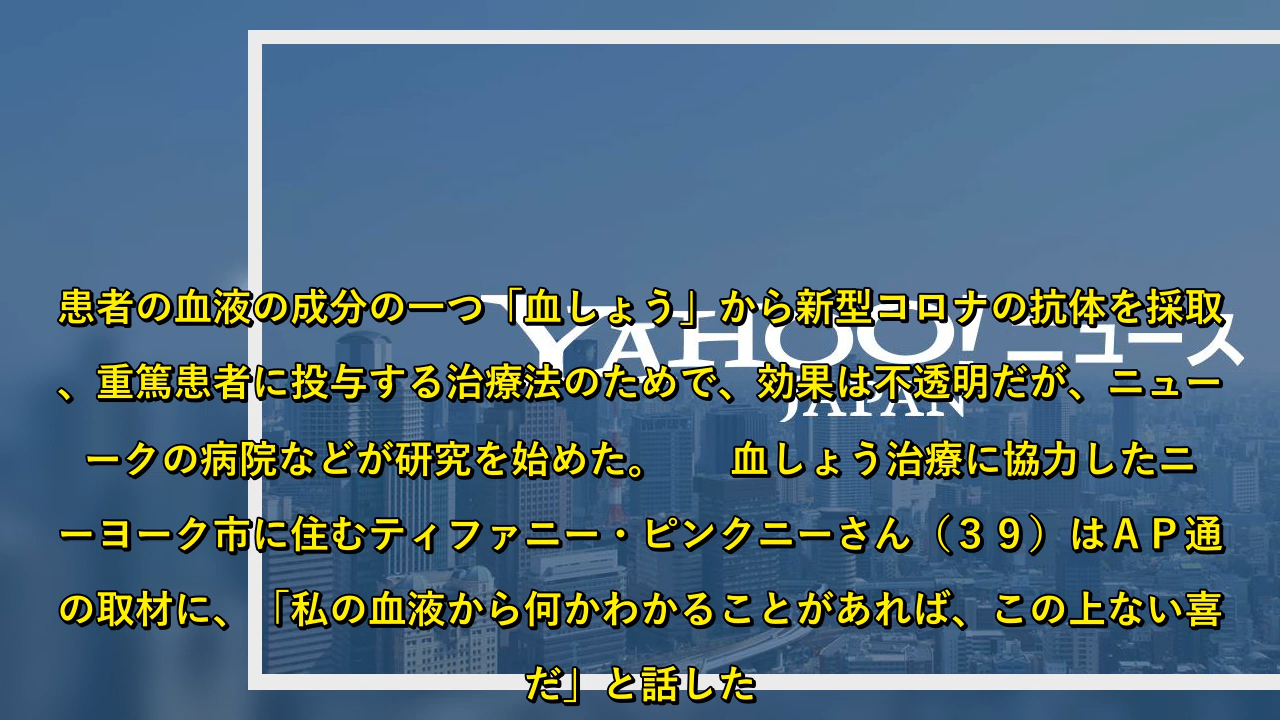 患者の血液の成分の一つ「血しょう」から新型コロナの抗体を採取
、重篤患者に投与する治療法のためで、効果は不透明だが、ニュー
ークの病院などが研究を始めた。　　血しょう治療に協力したニ
ーヨーク市に住むティファニー・ピンクニーさん（３９）はＡＰ通
の取材に、「私の血液から何かわかることがあれば、この上ない喜
だ」と話した
YAHOO!ニュース
JAPAN